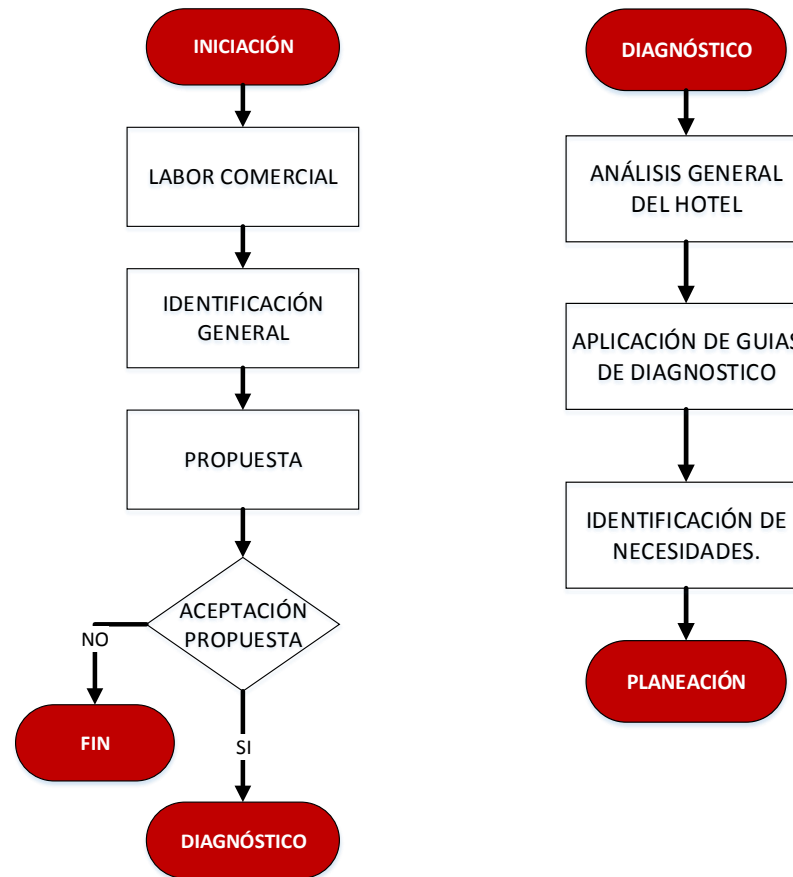 INICIACIÓN
LABOR COMERCIAL
IDENTIFICACIÓN
GENERAL
PROPUESTA
ACEPTACIÓN
PROPUESTA
NO
FIN
SI
DIAGNÓSTICO
DIAGNÓSTICO
ANÁLISIS GENERAL
DEL HOTEL
APLICACIÓN DE GUIAS
DE DIAGNOSTICO
IDENTIFICACIÓN DE
NECESIDADES.
PLANEACIÓN